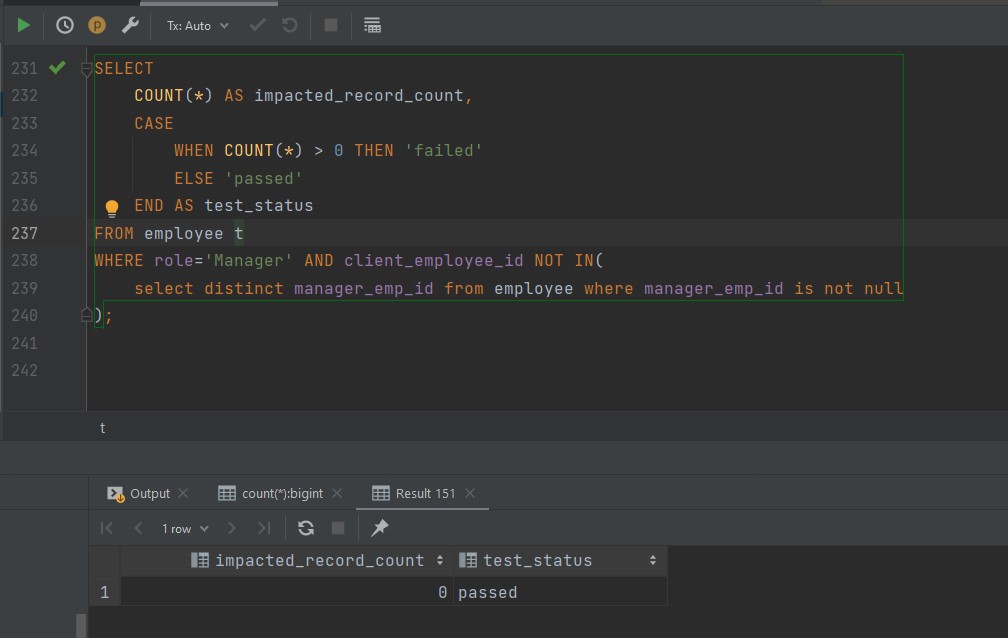 p Tx: Auto
231 SELECT
232 COUNT(*) AS impacted_record_count,
233 CASE
234 WHEN COUNT(*) > 0 THEN 'failed'
235 ELSE 'passed'
236 END AS test_status
237 FROM employee t
238 WHERE role='Manager' AND client_employee_id NOT IN(
239 select distinct manager_emp_id from employee where manager_emp_id is not null
240 );
241
242
t
Output count(*):bigint Result 151
1 row
impacted_record_count test_status
1 0 passed